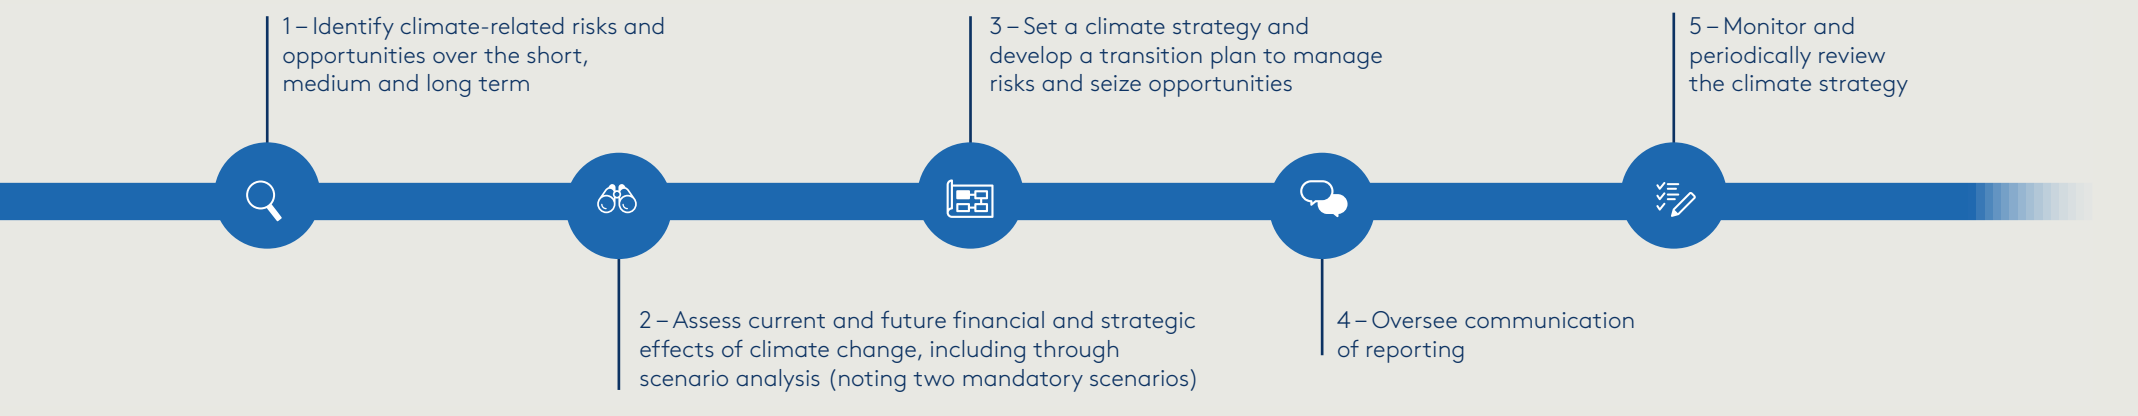 1 – Identify climate-related risks and
opportunities over the short,
medium and long term
2 – Assess current and future financial and strategic
effects of climate change, including through
scenario analysis (noting two mandatory scenarios)
3 – Set a climate strategy and
develop a transition plan to manage
risks and seize opportunities
4 – Oversee communication
of reporting
5 – Monitor and
periodically review
the climate strategy